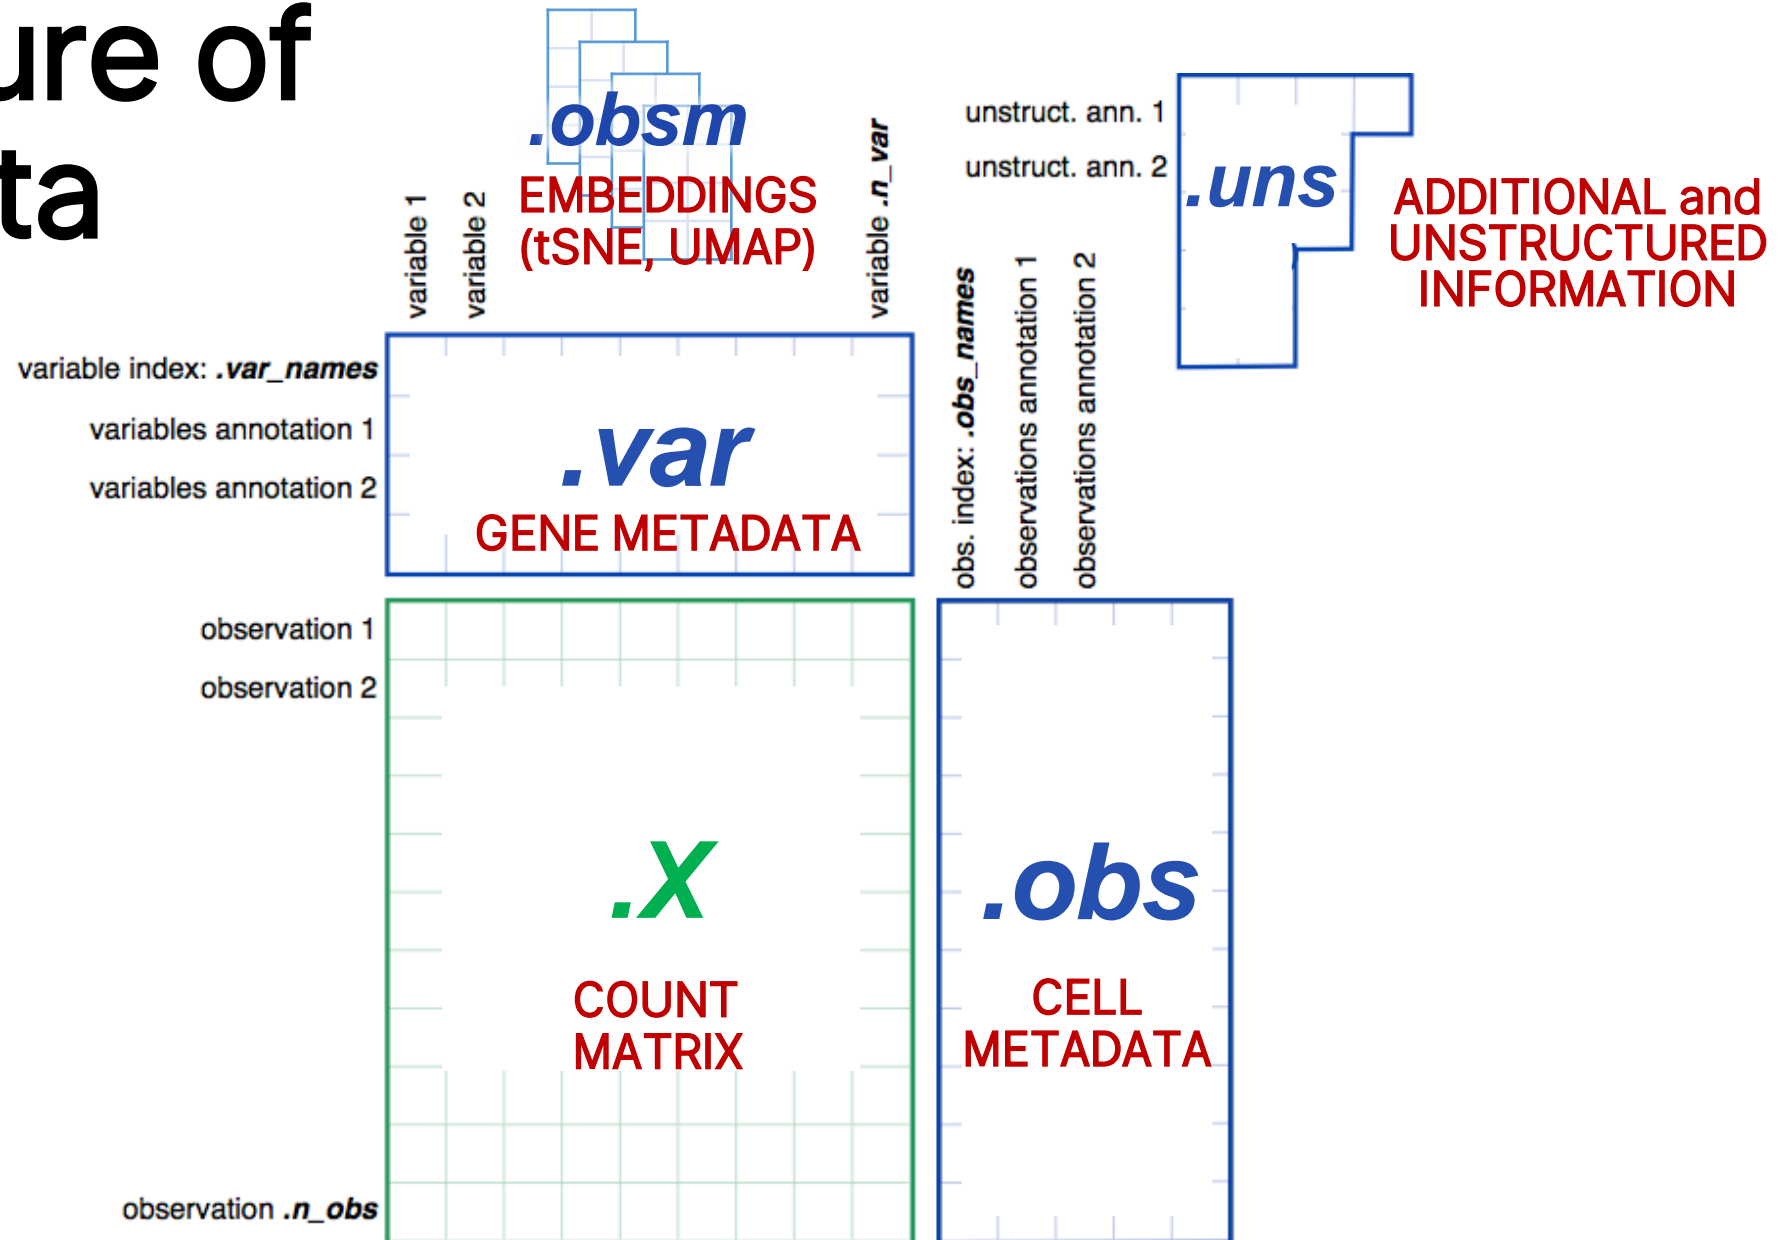 ure of
ta
.obsm
EMBEDDINGS
(tSNE, UMAP)
variable 1
variable 2
variable .n_var
unstruct. ann. 1
unstruct. ann. 2
.uns
ADDITIONAL and
UNSTRUCTURED
INFORMATION
variable index: .var_names
variables annotation 1
variables annotation 2
.var
GENE METADATA
obs. index: .obs_names
observations annotation 1
observations annotation 2
observation 1
observation 2
observation .n_obs
.X
COUNT
MATRIX
.obs
CELL
METADATA